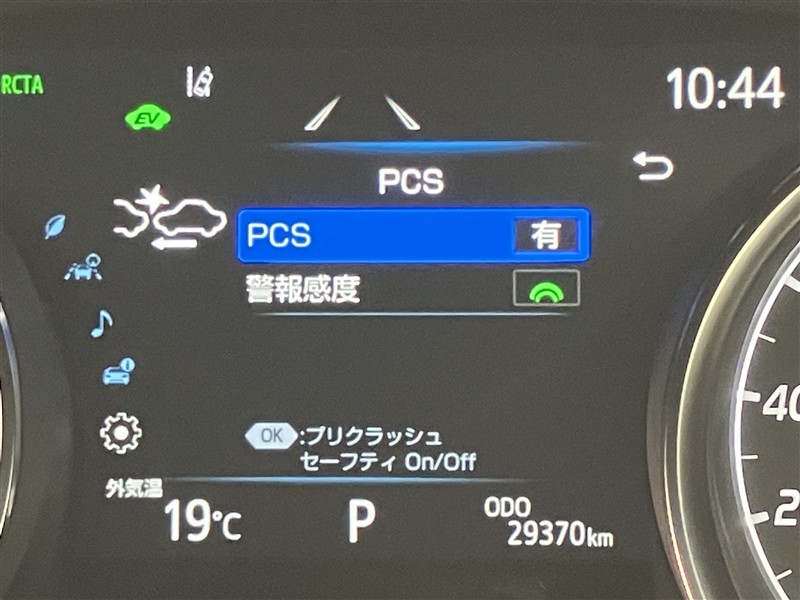 RCTA
10:44
EV
PCS
PCS 有
警報感度
OK :プリクラッシュ
セーフティ On/Off
外気温
19℃ P ODO
29370km
40
2